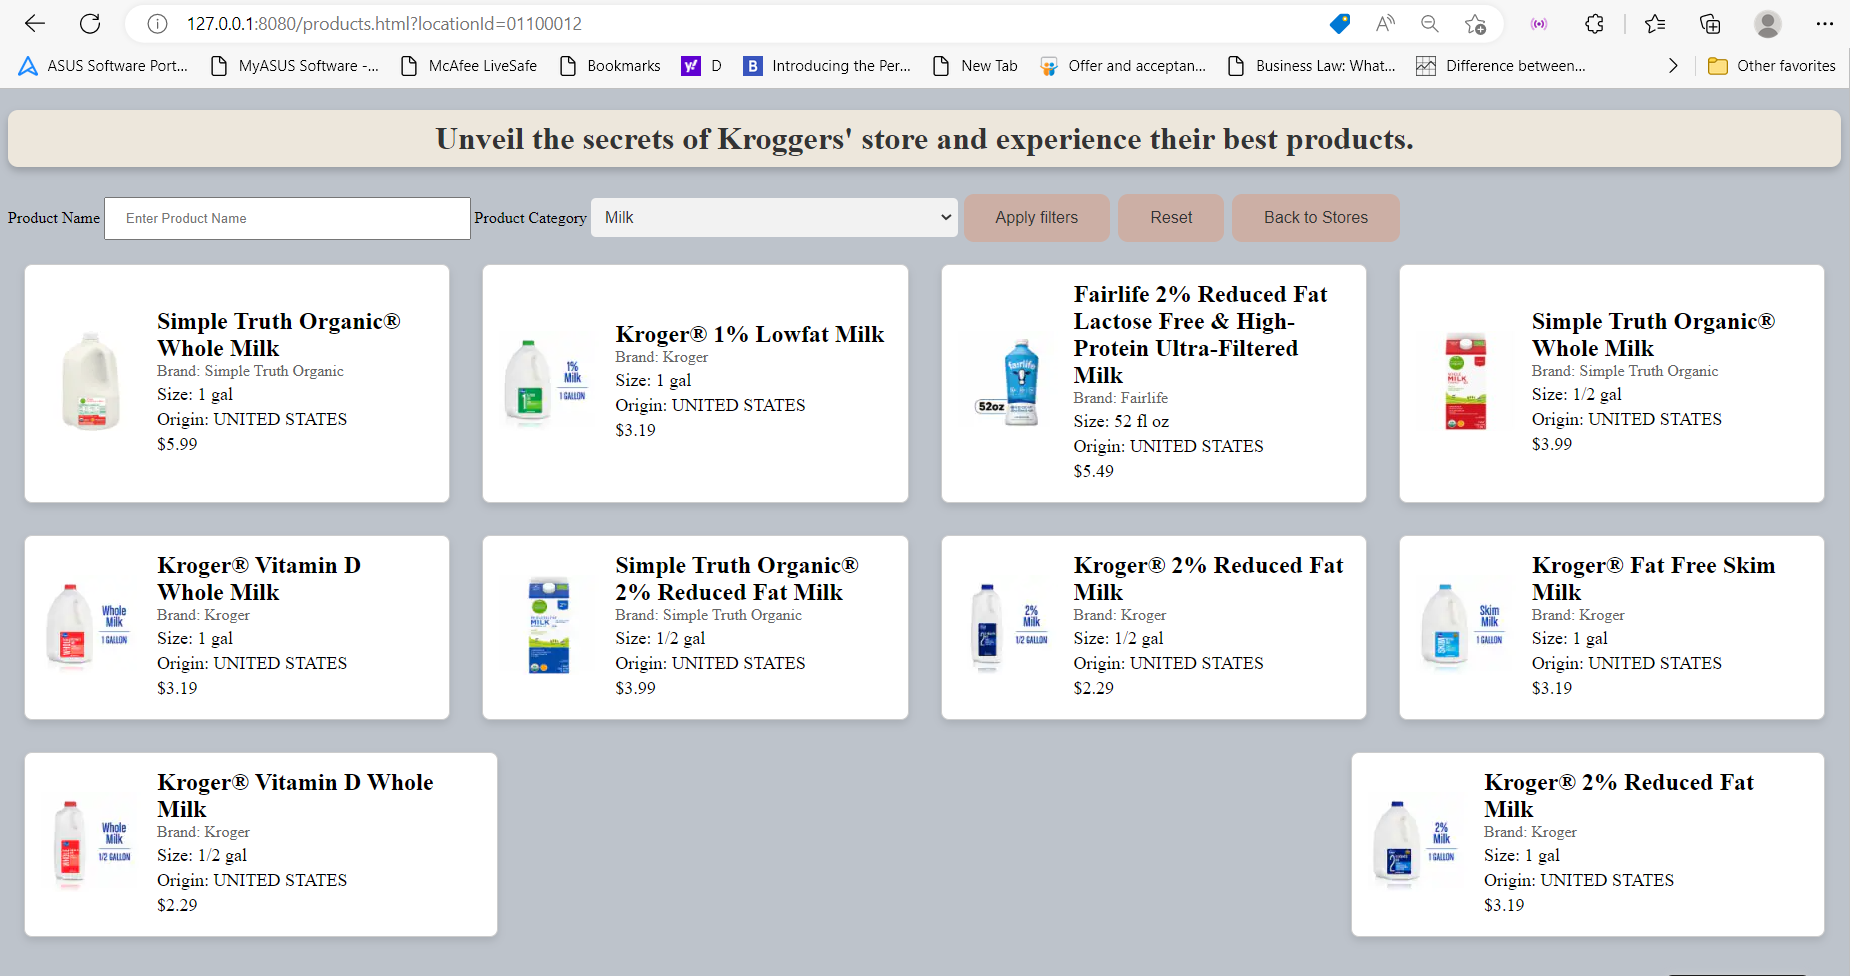 127.0.0.1:8080/products.html?locationId=01100012
ASUS Software Port...
MyASUS Software -...
McAfee LiveSafe
Bookmarks
D
Introducing the Per...
New Tab
Offer and acceptan...
Business Law: What...
Difference between...
Other favorites
Unveil the secrets of Kroggers' store and experience their best products.
Product Name
Enter Product Name
Product Category
Milk
Apply filters
Reset
Back to Stores
Simple Truth Organic®
Whole Milk
Brand: Simple Truth Organic
Size: 1 gal
Origin: UNITED STATES
$5.99
1%
Milk
1 GALLON
Kroger® 1% Lowfat Milk
Brand: Kroger
Size: 1 gal
Origin: UNITED STATES
$3.19
fairlife
52oz
Fairlife 2% Reduced Fat
Lactose Free & High-
Protein Ultra-Filtered
Milk
Brand: Fairlife
Size: 52 fl oz
Origin: UNITED STATES
$5.49
MILK
Simple Truth Organic®
Whole Milk
Brand: Simple Truth Organic
Size: 1/2 gal
Origin: UNITED STATES
$3.99
Whole
Milk
1 GALLON
Kroger® Vitamin D
Whole Milk
Brand: Kroger
Size: 1 gal
Origin: UNITED STATES
$3.19
MILK
Simple Truth Organic®
2% Reduced Fat Milk
Brand: Simple Truth Organic
Size: 1/2 gal
Origin: UNITED STATES
$3.99
2%
Milk
1/2 GALLON
Kroger® 2% Reduced Fat
Milk
Brand: Kroger
Size: 1/2 gal
Origin: UNITED STATES
$2.29
Skim
Milk
1 GALLON
Kroger® Fat Free Skim
Milk
Brand: Kroger
Size: 1 gal
Origin: UNITED STATES
$3.19
Whole
Milk
1/2 GALLON
Kroger® Vitamin D Whole
Milk
Brand: Kroger
Size: 1/2 gal
Origin: UNITED STATES
$2.29
2%
Milk
1 GALLON
Kroger® 2% Reduced Fat
Milk
Brand: Kroger
Size: 1 gal
Origin: UNITED STATES
$3.19